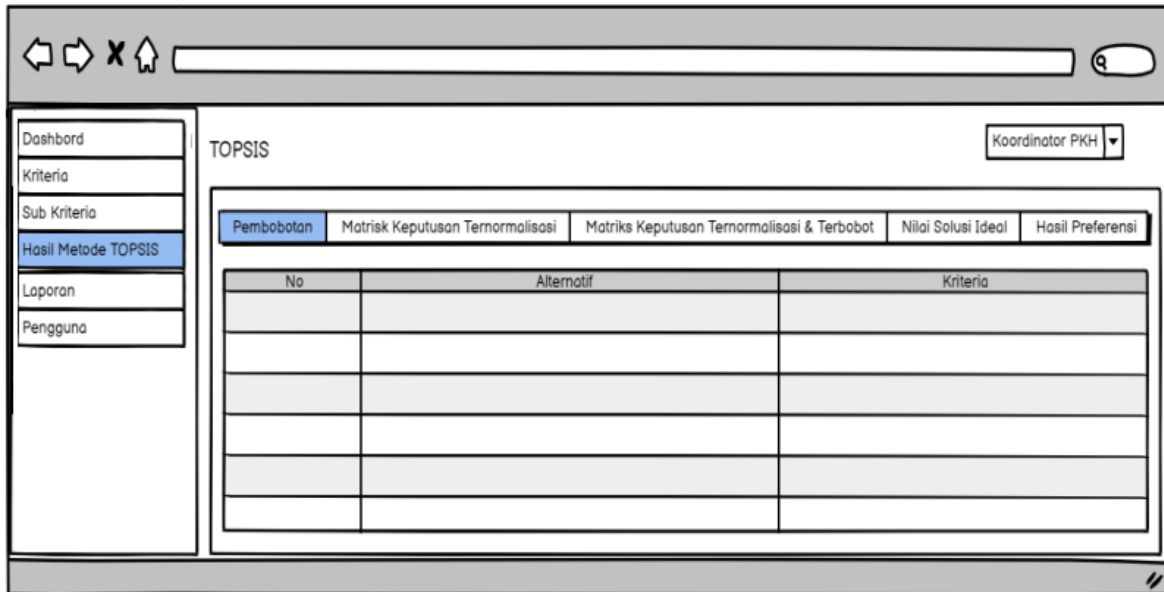 Dashbord
Kriteria
Sub Kriteria
Hasil Metode TOPSIS
Laporan
Pengguna
TOPSIS
Koordinator PKH
Pembobotan Matrisk Keputusan Ternormalisasi Matriks Keputusan Ternormalisasi & Terbobot Nilai Solusi Ideal Hasil Preferensi
No Alternatif Kriteria